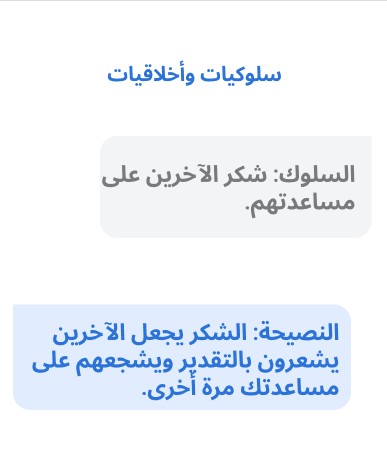 سلوكيات وأخلاقيات
السلوك: شكر الآخرين على
مساعدتهم.
النصيحة: الشكر يجعل الآخرين
يشعرون بالتقدير ويشجعهم على
مساعدتك مرة أخرى.